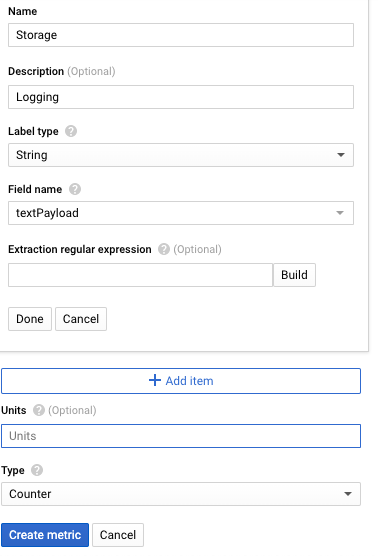 Name
Storage
Description (Optional)
Logging
Label type ?
String
Field name ?
textPayload
Extraction regular expression ? (Optional)
Build
Done Cancel
+ Add item
Units ? (Optional)
Units
Type ?
Counter
Create metric Cancel